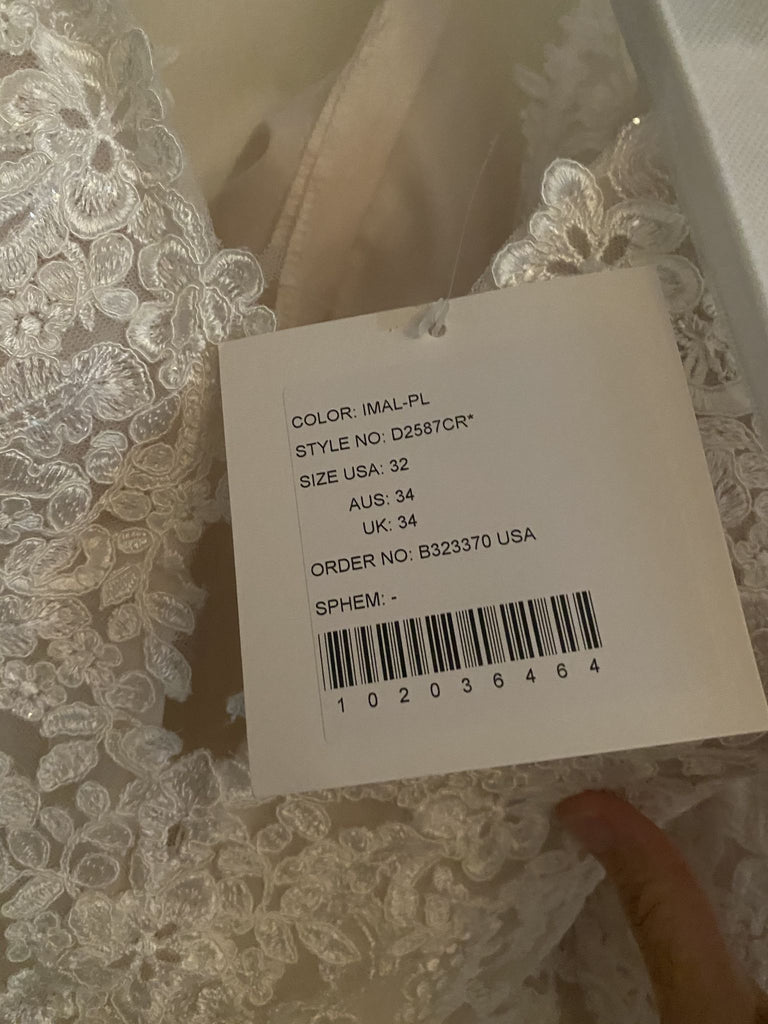 COLOR: IMAL-PL
STYLE NO: D2587CR*
SIZE USA: 32
AUS: 34
UK: 34
ORDER NO: B323370 USA
SPHEM: -
1 0 2 0 3 6 4 6 4